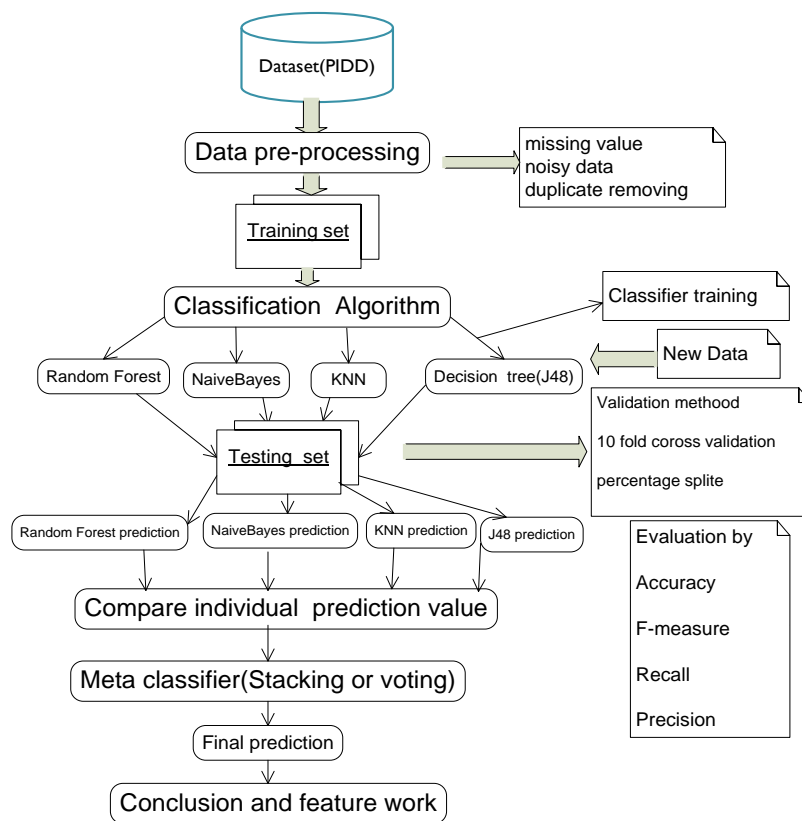 Dataset(PIDD)
Data pre-processing
missing value
noisy data
duplicate removing
Training set
Classification Algorithm
Classifier training
Random Forest
NaiveBayes
KNN
Decision tree(J48)
New Data
Validation methood
10 fold coross validation
percentage splite
Testing set
Random Forest prediction
NaiveBayes prediction
KNN prediction
J48 prediction
Evaluation by
Accuracy
F-measure
Recall
Precision
Compare individual prediction value
Meta classifier(Stacking or voting)
Final prediction
Conclusion and feature work